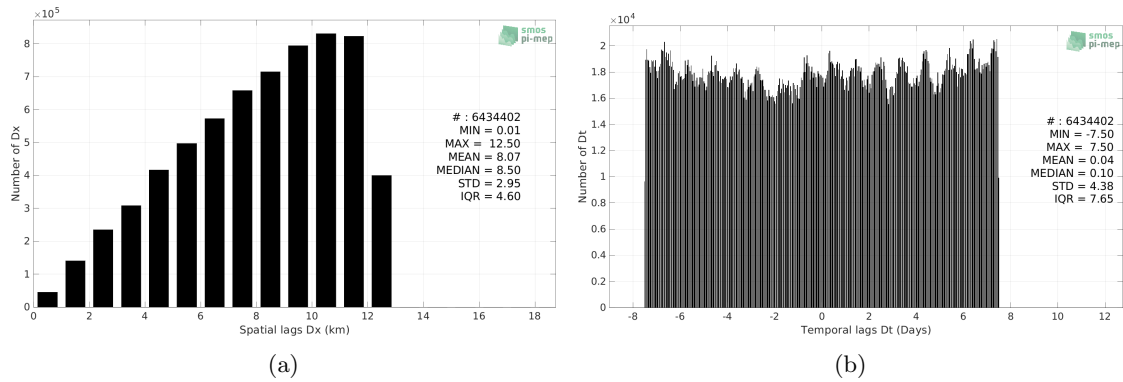 ×10⁵
8
7
6
5
4
3
2
1
0
Number of Dx
smos
pi-mep
# : 6434402
MIN = 0.01
MAX = 12.50
MEAN = 8.07
MEDIAN = 8.50
STD = 2.95
IQR = 4.60
0 2 4 6 8 10 12 14 16 18
Spatial lags Dx (km)
(a)
×10⁴
2
1.8
1.6
1.4
1.2
1
0.8
0.6
0.4
0.2
0
Number of Dt
smos
pi-mep
# : 6434402
MIN = -7.50
MAX = 7.50
MEAN = 0.04
MEDIAN = 0.10
STD = 4.38
IQR = 7.65
-8 -6 -4 -2 0 2 4 6 8 10 12
Temporal lags Dt (Days)
(b)